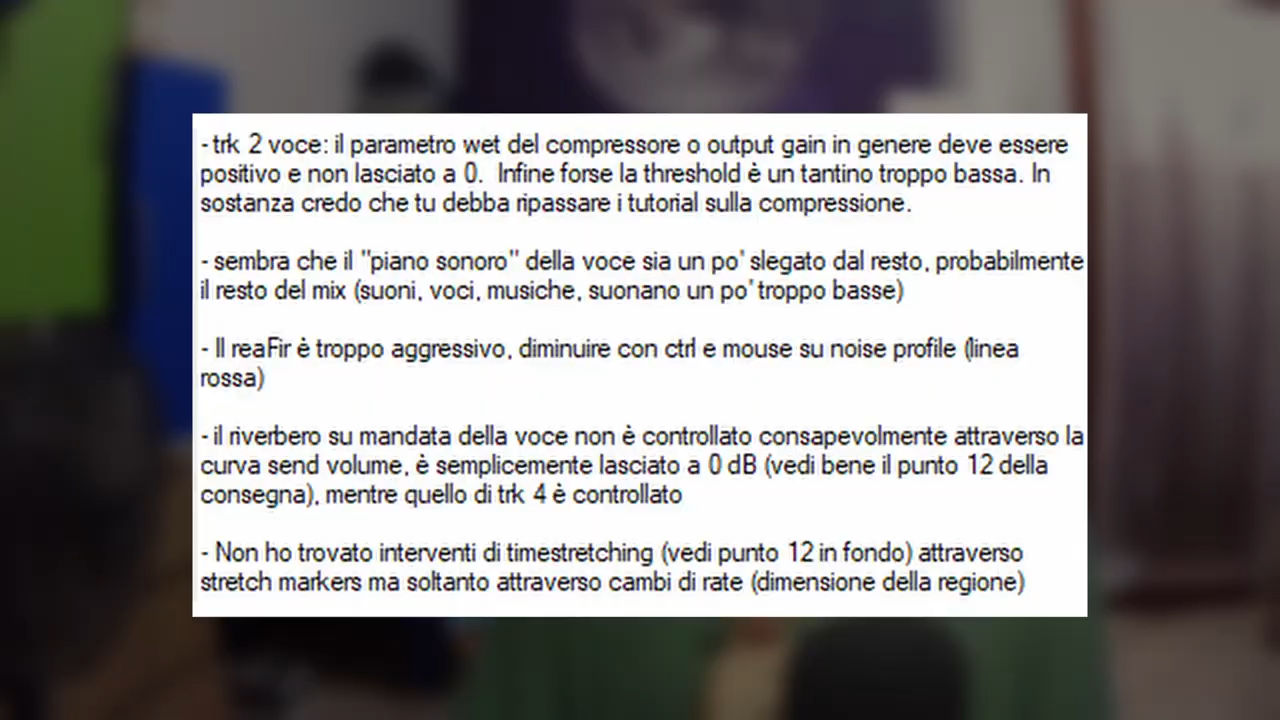 - trk 2 voce: il parametro wet del compressore o output gain in genere deve essere
positivo e non lasciato a 0.  Infine forse la threshold è un tantino troppo bassa. In
sostanza credo che tu debba ripassare i tutorial sulla compressione.
- sembra che il "piano sonoro" della voce sia un po' slegato dal resto, probabilmente
il resto del mix (suoni, voci, musiche, suonano un po' troppo basse)
- Il reaFir è troppo aggressivo, diminuire con ctrl e mouse su noise profile (linea
rossa)
- il riverbero su mandata della voce non è controllato consapevolmente attraverso la
curva send volume, è semplicemente lasciato a 0 dB (vedi bene il punto 12 della
consegna), mentre quello di trk 4 è controllato
- Non ho trovato interventi di timestretching (vedi punto 12 in fondo) attraverso
stretch markers ma soltanto attraverso cambi di rate (dimensione della regione)